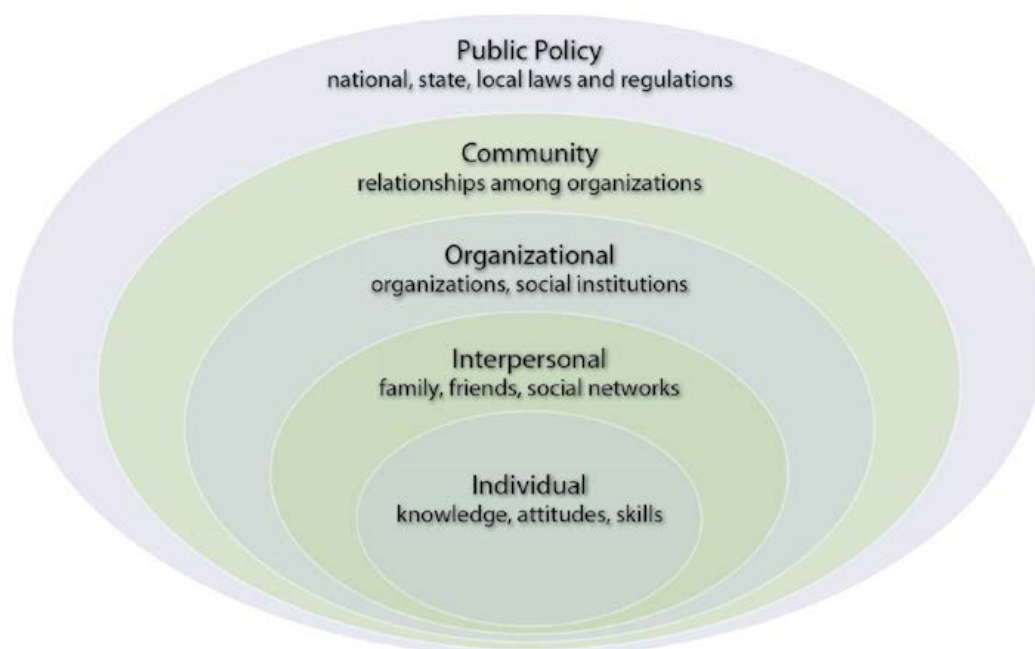 Public Policy
national, state, local laws and regulations
Community
relationships among organizations
Organizational
organizations, social institutions
Interpersonal
family, friends, social networks
Individual
knowledge, attitudes, skills